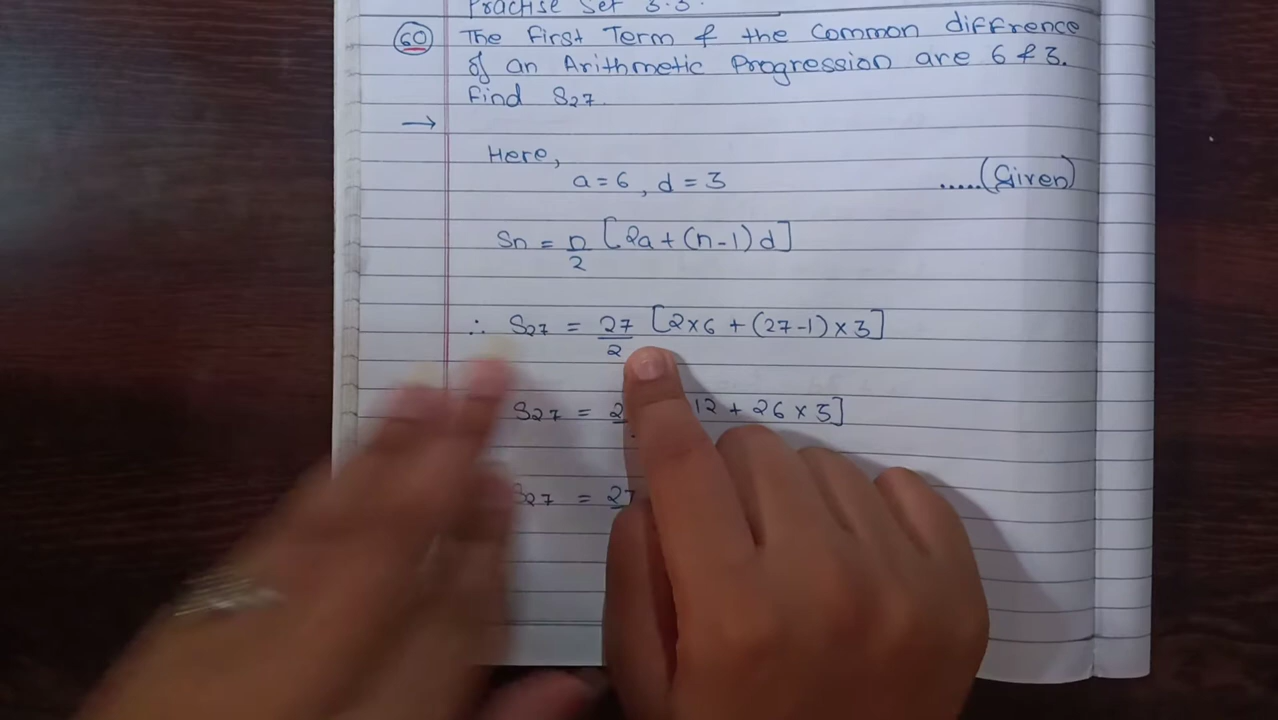 Practise Set 3.3.
60 The First Term & the Common diffrence
of an Arithmetic Progression are 6 & 3.
Find S27.
→
Here,
a = 6, d = 3 .....(Given)
Sn = n/2 [2a + (n-1) d]
∴ S27 = 27/2 [2×6 + (27-1)×3]
S27 = 2 12 + 26 × 3]
S27 = 27